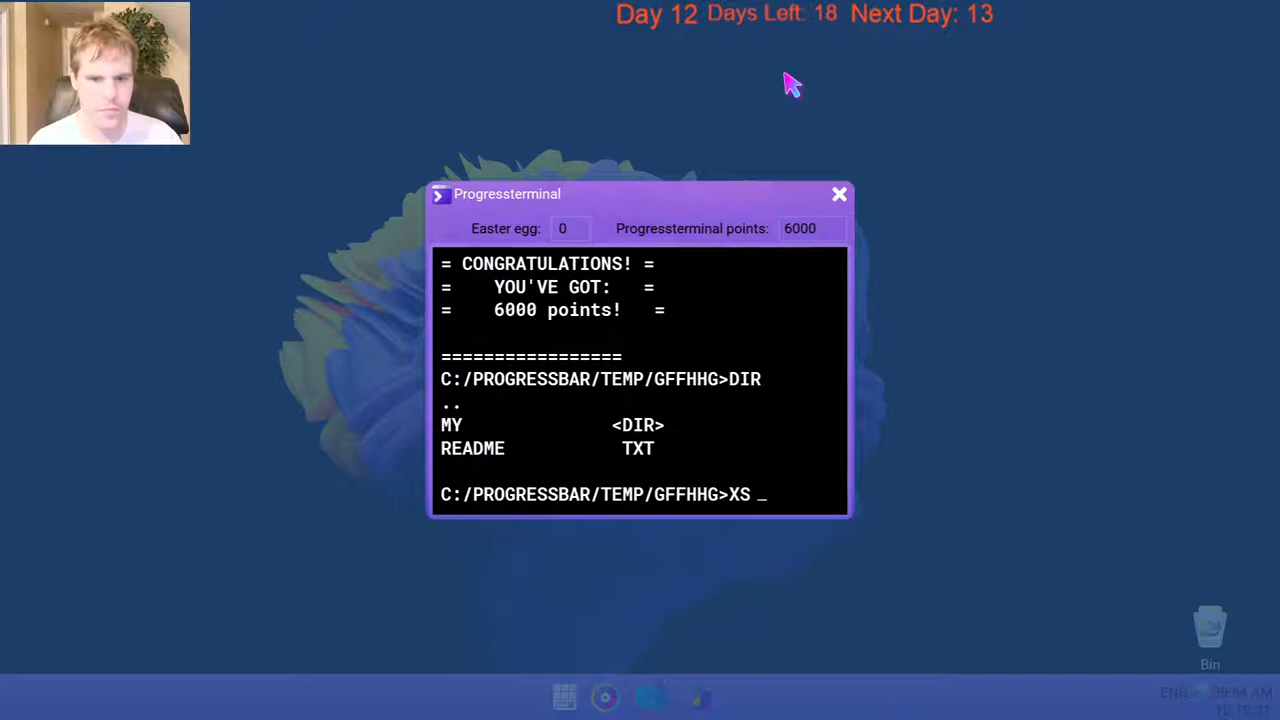 Day 12 Days Left: 18 Next Day: 13
Progressterminal
Easter egg: 0 Progressterminal points: 6000
= CONGRATULATIONS! =
= YOU'VE GOT: =
= 6000 points! =
=================
C:/PROGRESSBAR/TEMP/GFFHHG>DIR
..
MY <DIR>
README TXT
C:/PROGRESSBAR/TEMP/GFFHHG>XS _
Bin
ENG